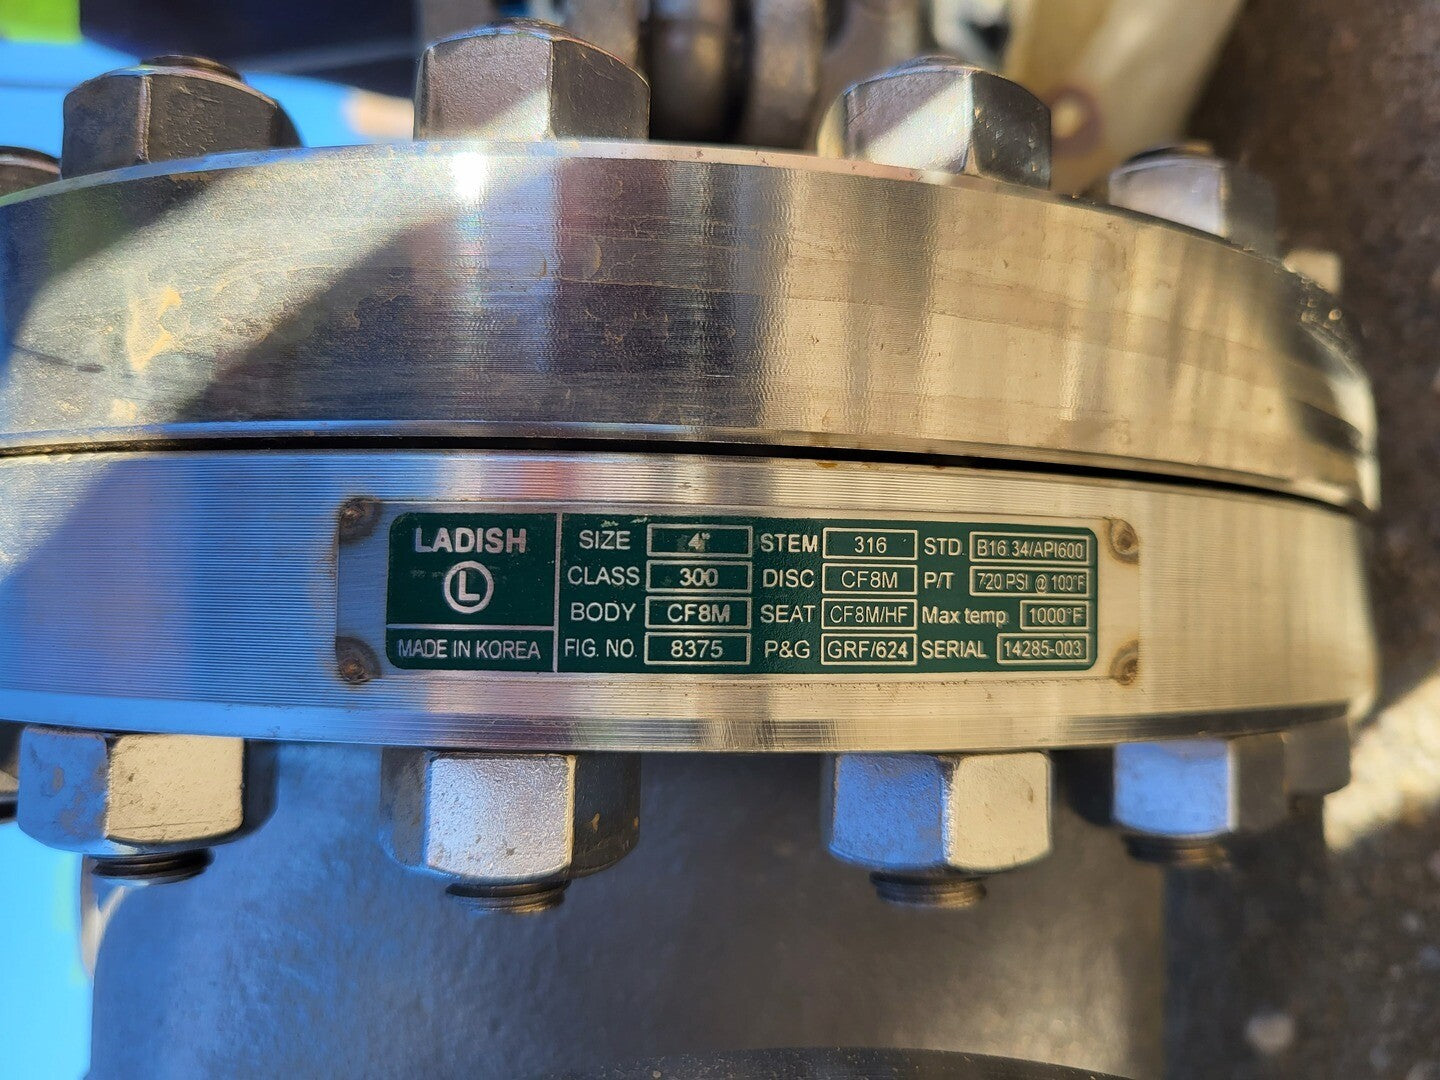 LADISH
L
MADE IN KOREA
SIZE 4" STEM 316 STD B16 34/API600
CLASS 300 DISC CF8M P/T 720 PSI @ 100°F
BODY CF8M SEAT CF8M/HF Max temp 1000°F
FIG. NO. 8375 P&G GRF/624 SERIAL 14285-003